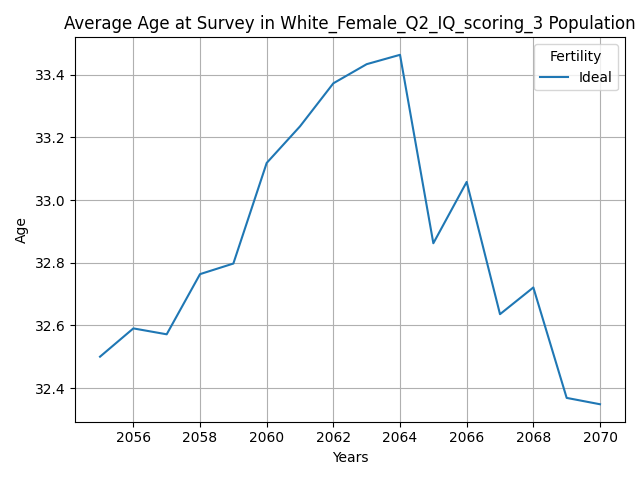 Average Age at Survey in White_Female_Q2_IQ_scoring_3 Population
Fertility
Ideal
33.4
33.2
33.0
32.8
32.6
32.4
Age
2056 2058 2060 2062 2064 2066 2068 2070
Years